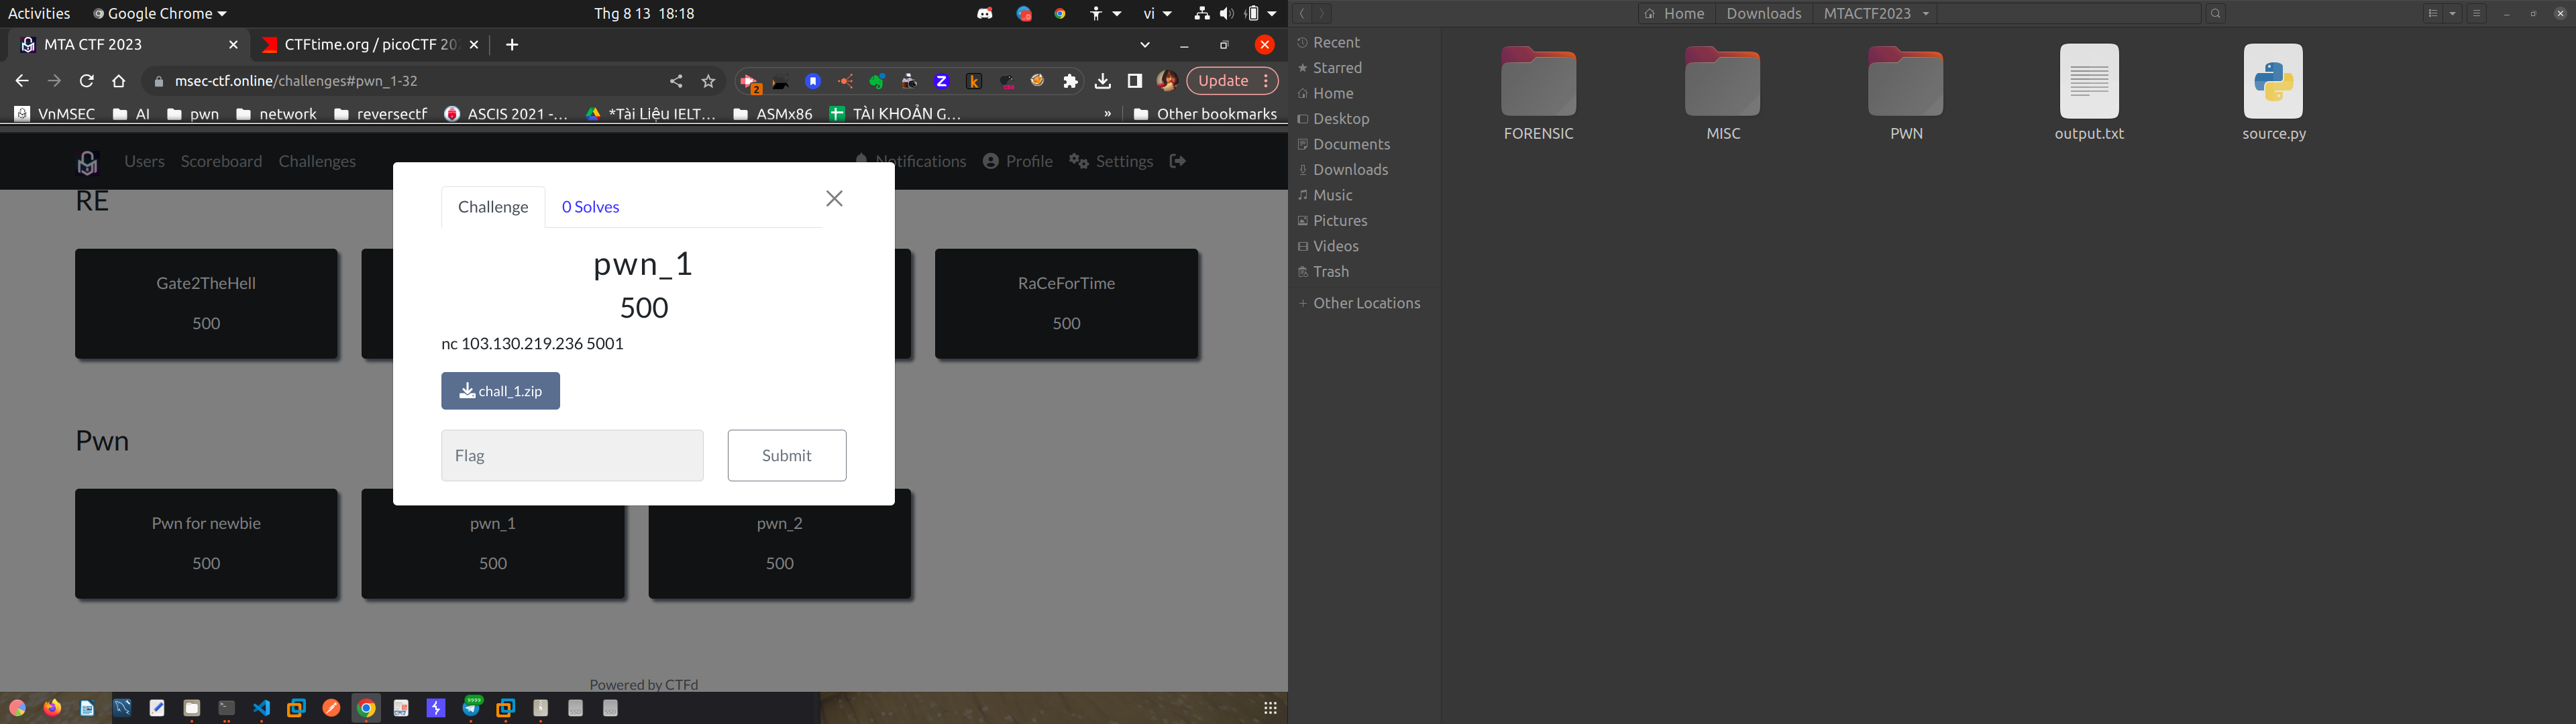 Activities Google Chrome Thg 8 13 18:18 vi
MTA CTF 2023 CTFtime.org / picoCTF 202
msec-ctf.online/challenges#pwn_1-32 2 Update
VnMSEC AI pwn network reversectf ASCIS 2021 -... *Tài Liệu IELT... ASMx86 TÀI KHOẢN G... » Other bookmarks
Users Scoreboard Challenges Notifications Profile Settings
RE
Challenge 0 Solves
pwn_1
500
nc 103.130.219.236 5001
chall_1.zip
Flag Submit
Gate2TheHell
500
RaCeForTime
500
Pwn
Pwn for newbie
500
pwn_1
500
pwn_2
500
Powered by CTFd
Home Downloads MTACTF2023
Recent
Starred
Home
Desktop
Documents
Downloads
Music
Pictures
Videos
Trash
Other Locations
FORENSIC MISC PWN output.txt source.py